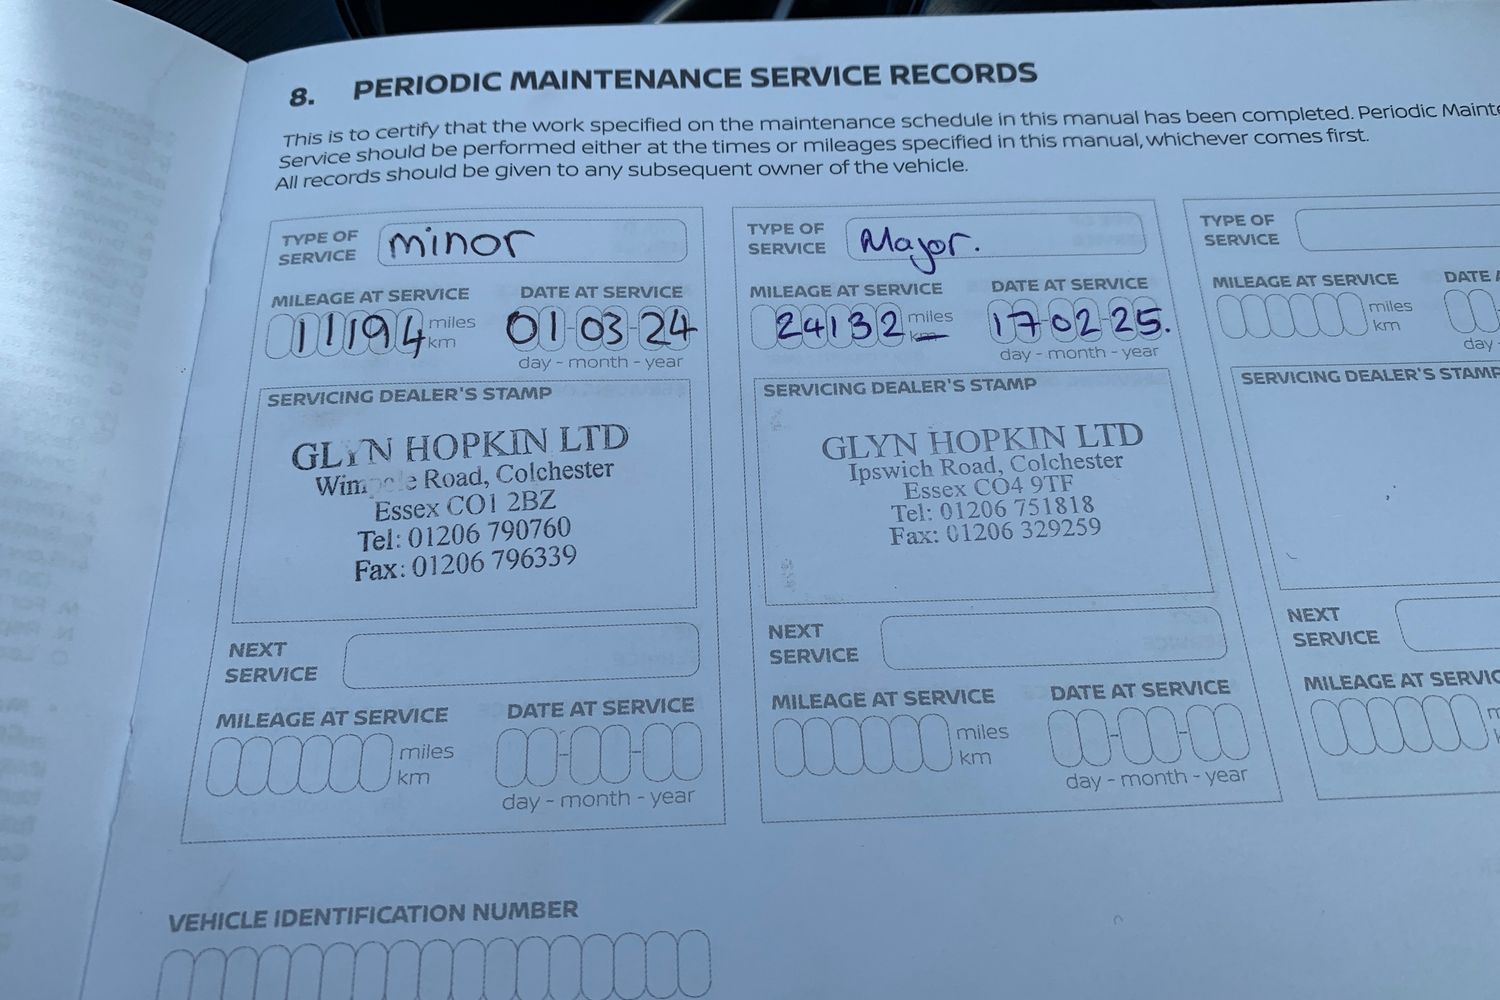 8. PERIODIC MAINTENANCE SERVICE RECORDS
This is to certify that the work specified on the maintenance schedule in this manual has been completed. Periodic
Service should be performed either at the times or mileages specified in this manual, whichever comes first.
All records should be given to any subsequent owner of the vehicle.
TYPE OF
SERVICE
minor
MILEAGE AT SERVICE
11194
miles
km
DATE AT SERVICE
01-03-24
day - month - year
SERVICING DEALER'S STAMP
GLYN HOPKIN LTD
Road, Colchester
Essex CO1 2BZ
Tel: 01206 790760
Fax: 01206 796339
NEXT
SERVICE
MILEAGE AT SERVICE
miles
km
DATE AT SERVICE
day - month - year
TYPE OF
SERVICE
Major.
MILEAGE AT SERVICE
24132
miles
km
DATE AT SERVICE
17-02-25.
day - month - year
SERVICING DEALER'S STAMP
GLYN HOPKIN LTD
Ipswich Road, Colchester
Essex CO4 9TF
Tel: 01206 751818
Fax: 01206 329259
NEXT
SERVICE
MILEAGE AT SERVICE
miles
km
DATE AT SERVICE
day - month - year
TYPE OF
SERVICE
MILEAGE AT SERVICE
miles
km
DATE
day
SERVICING DEALER'S
NEXT
SERVICE
MILEAGE AT
VEHICLE IDENTIFICATION NUMBER